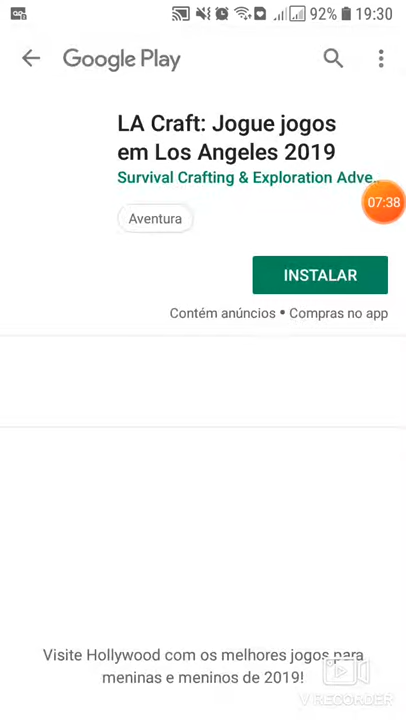 92% 19:30
Google Play
LA Craft: Jogue jogos
em Los Angeles 2019
Survival Crafting & Exploration Adve..
07:38
Aventura
INSTALAR
Contém anúncios • Compras no app
Visite Hollywood com os melhores jogos para
meninas e meninos de 2019!
V RECORDER